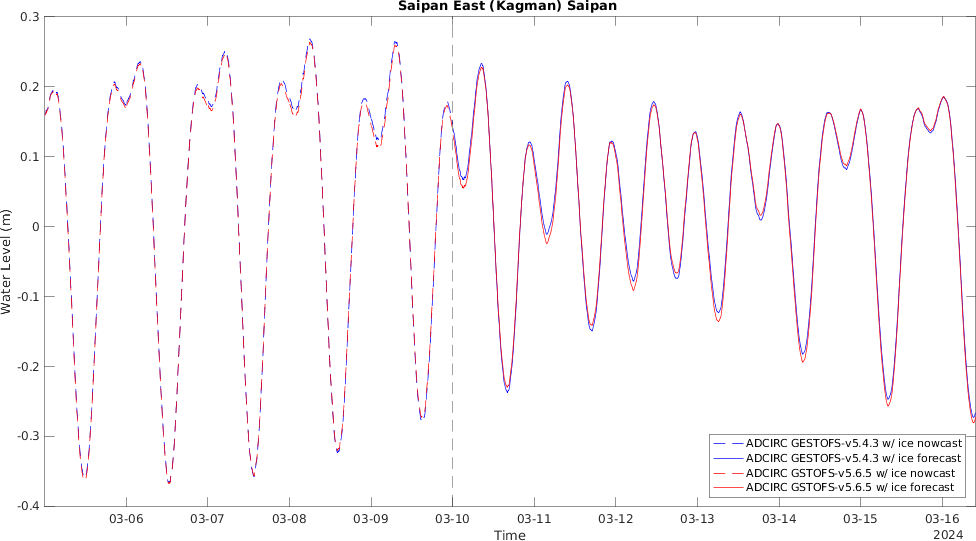 Saipan East (Kagman) Saipan
Water Level (m)
0.3
0.2
0.1
0
-0.1
-0.2
-0.3
-0.4
ADCIRC GESTOFS-v5.4.3 w/ ice nowcast
ADCIRC GESTOFS-v5.4.3 w/ ice forecast
ADCIRC GSTOFS-v5.6.5 w/ ice nowcast
ADCIRC GSTOFS-v5.6.5 w/ ice forecast
03-06 03-07 03-08 03-09 03-10 03-11 03-12 03-13 03-14 03-15 03-16
Time
2024